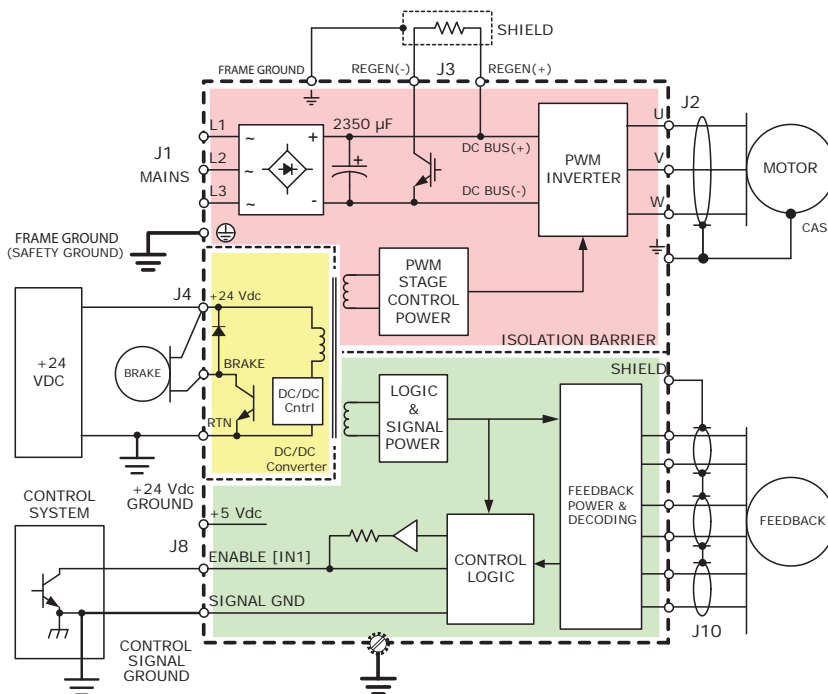 SHIELD
FRAME GROUND
REGEN(-)
J3
REGEN(+)
L1
~
+
2350 µF
+
DC BUS(+)
J1
MAINS
L2
~
L3
~
-
DC BUS(-)
PWM
INVERTER
U
V
W
J2
MOTOR
CAS
FRAME GROUND
(SAFETY GROUND)
PWM
STAGE
CONTROL
POWER
ISOLATION BARRIER
J4
+24 Vdc
+24
VDC
BRAKE
BRAKE
RTN
DC/DC
Cntrl
DC/DC
Converter
LOGIC
&
SIGNAL
POWER
SHIELD
+24 Vdc
GROUND
FEEDBACK
POWER &
DECODING
FEEDBACK
CONTROL
SYSTEM
+5 Vdc
J8
ENABLE [IN1]
SIGNAL GND
CONTROL
LOGIC
CONTROL
SIGNAL
GROUND
J10